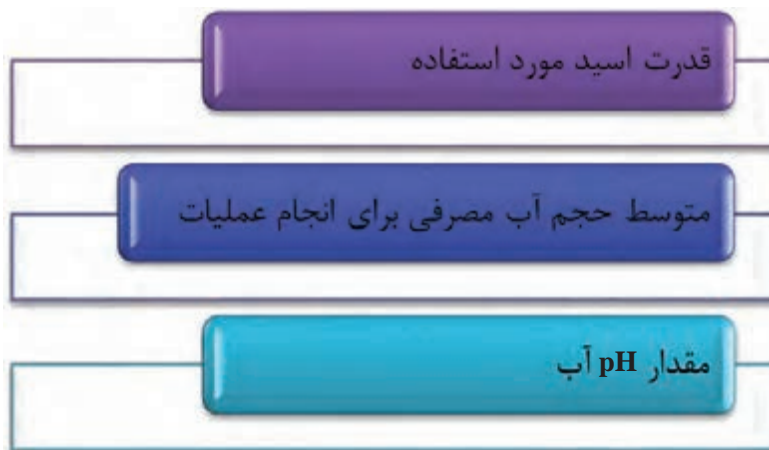 قدرت اسید مورد استفاده
متوسط حجم آب مصرفی برای انجام عملیات
مقدار pH آب